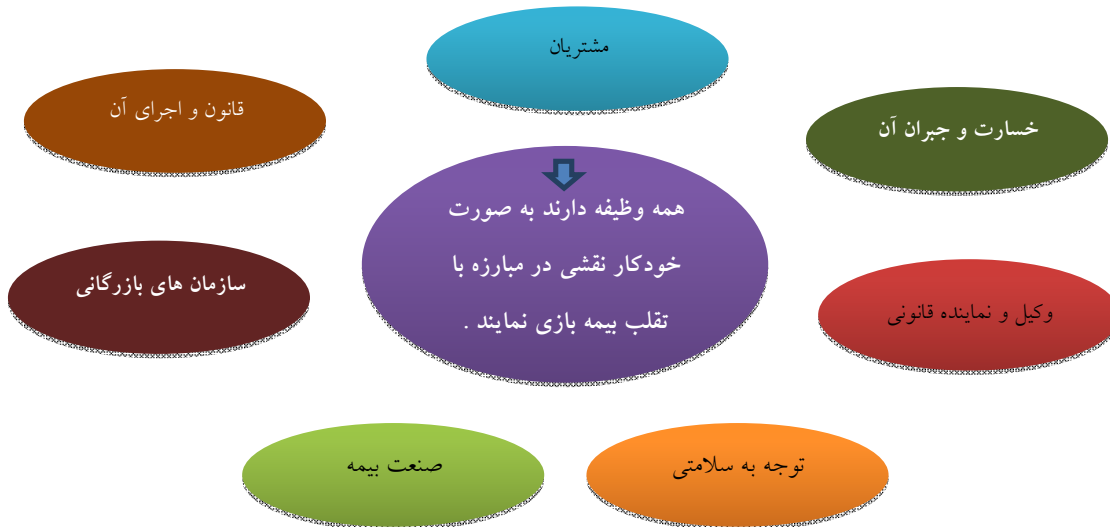 مشتریان
قانون و اجرای آن
خسارت و جبران آن
همه وظیفه دارند به صورت
خودکار نقشی در مبارزه با
تقلب بیمه بازی نمایند .
سازمان های بازرگانی
وکیل و نماینده قانونی
صنعت بیمه
توجه به سلامتی